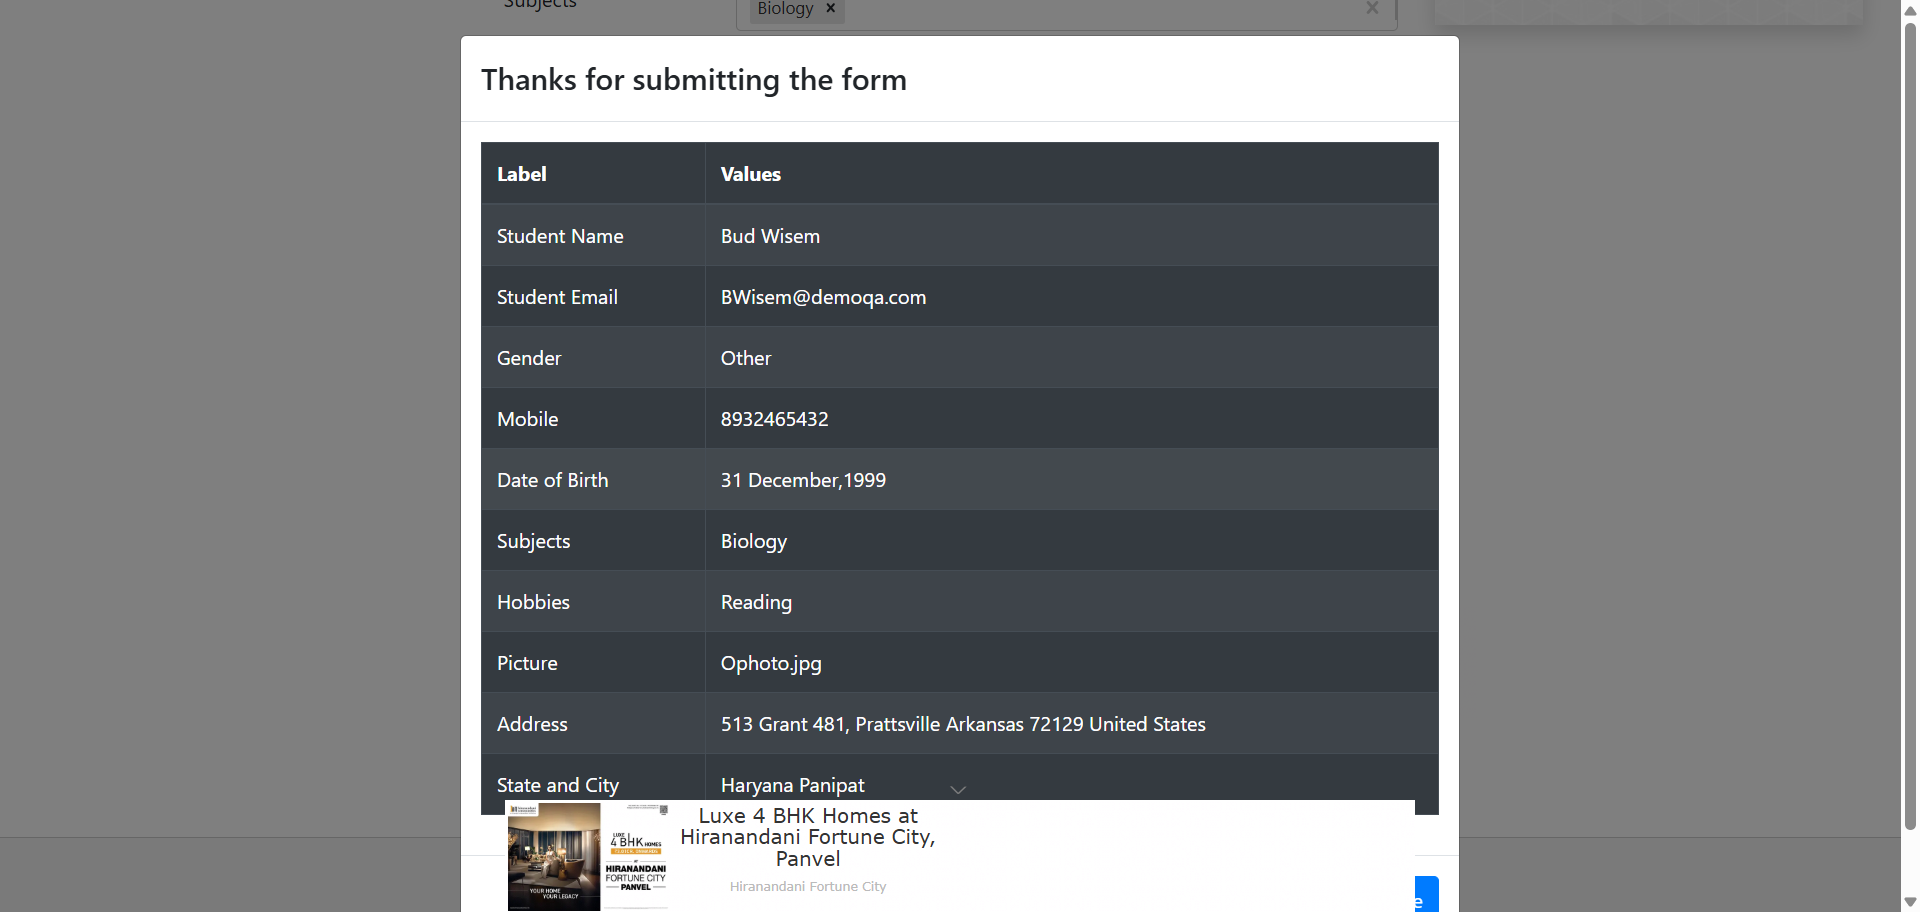 Subjects
Biology ×
Thanks for submitting the form
Label Values
Student Name Bud Wisem
Student Email BWisem@demoqa.com
Gender Other
Mobile 8932465432
Date of Birth 31 December,1999
Subjects Biology
Hobbies Reading
Picture Ophoto.jpg
Address 513 Grant 481, Prattsville Arkansas 72129 United States
State and City Haryana Panipat
LUXE
4 BHK HOMES
AT
HIRANANDANI
FORTUNE CITY
PANVEL
YOUR HOME
YOUR LEGACY
Luxe 4 BHK Homes at
Hiranandani Fortune City,
Panvel
Hiranandani Fortune City
e